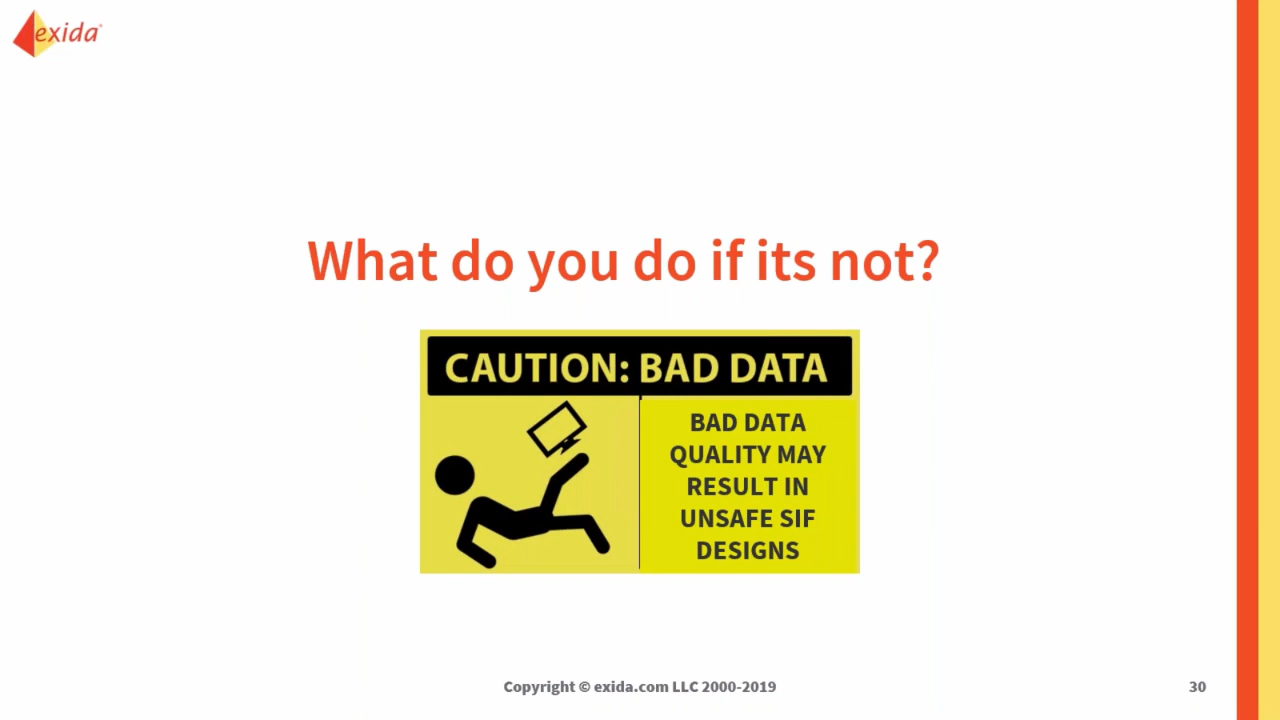 exida
What do you do if its not?
CAUTION: BAD DATA
BAD DATA
QUALITY MAY
RESULT IN
UNSAFE SIF
DESIGNS
Copyright © exida.com LLC 2000-2019
30